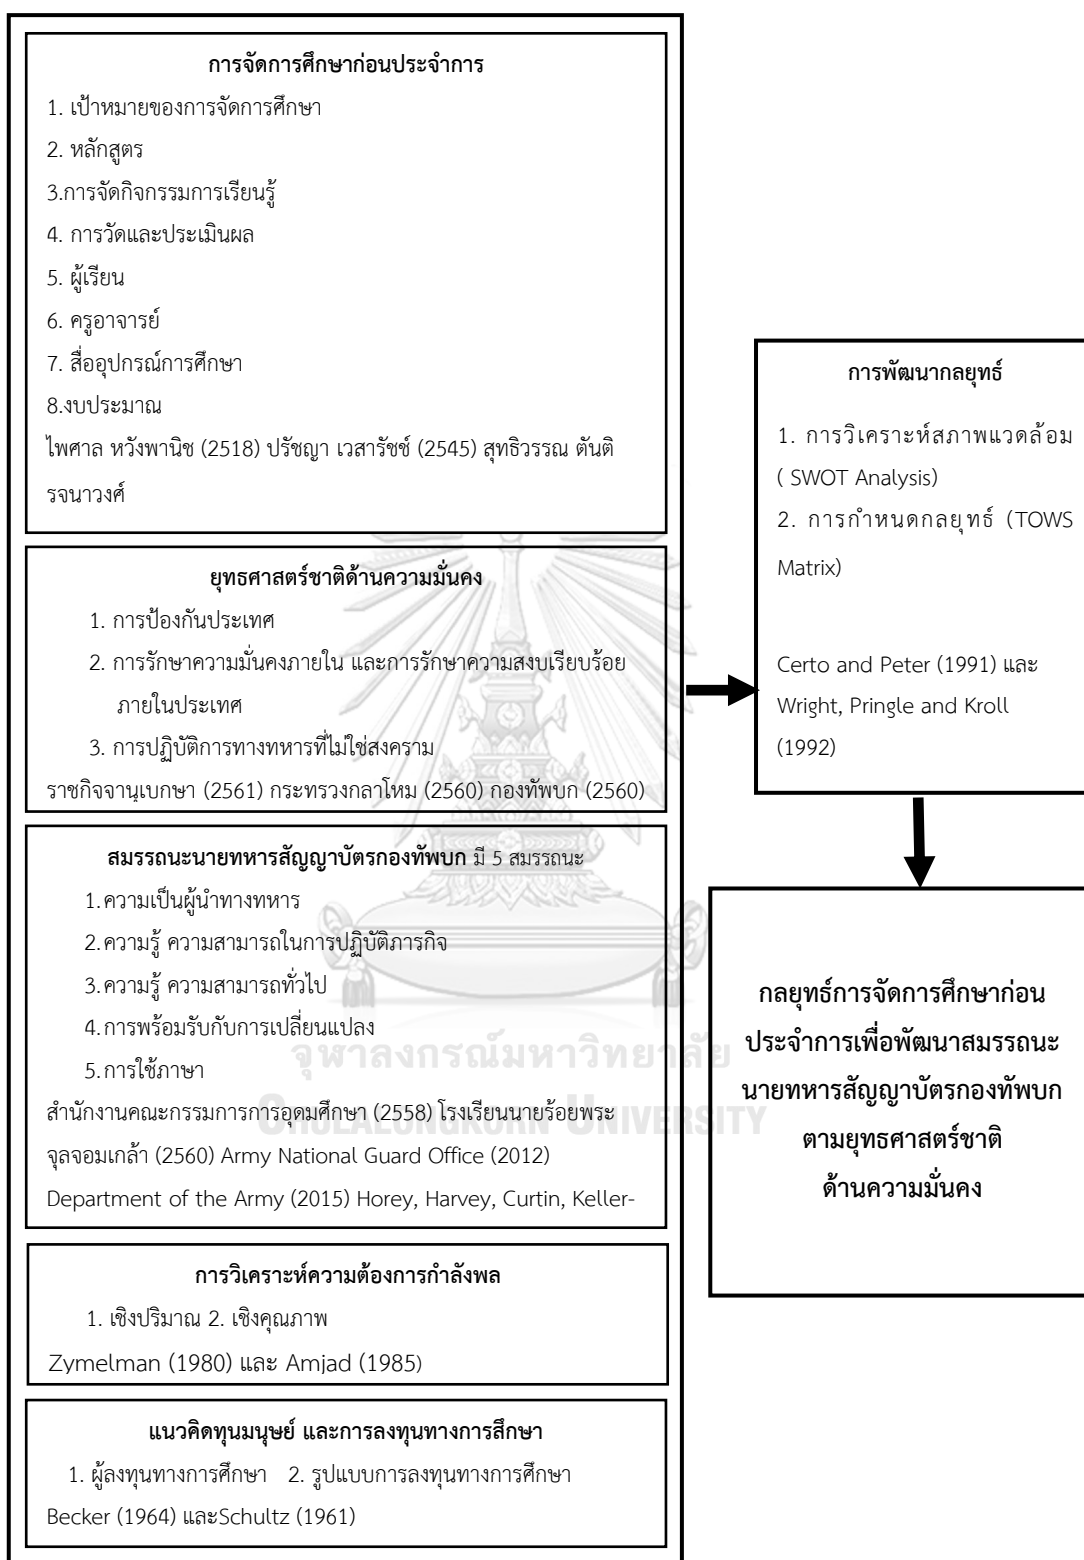 การจัดการศึกษาก่อนประจำการ
1. เป้าหมายของการจัดการศึกษา
2. หลักสูตร
3.การจัดกิจกรรมการเรียนรู้
4. การวัดและประเมินผล
5. ผู้เรียน
6. ครูอาจารย์
7. สื่ออุปกรณ์การศึกษา
8.งบประมาณ
ไพศาล หวังพานิช (2518) ปรัชญา เวสารัชช์ (2545) สุทธิวรรณ ตันติ
รจนาวงศ์
ยุทธศาสตร์ชาติด้านความมั่นคง
1. การป้องกันประเทศ
2. การรักษาความมั่นคงภายใน และการรักษาความสงบเรียบร้อย
ภายในประเทศ
3. การปฏิบัติการทางทหารที่ไม่ใช่สงคราม
ราชกิจจานุเบกษา (2561) กระทรวงกลาโหม (2560) กองทัพบก (2560)
สมรรถนะนายทหารสัญญาบัตรกองทัพบก มี 5 สมรรถนะ
1.ความเป็นผู้นำทางทหาร
2.ความรู้ ความสามารถในการปฏิบัติภารกิจ
3.ความรู้ ความสามารถทั่วไป
4.การพร้อมรับกับการเปลี่ยนแปลง
5.การใช้ภาษา
สำนักงานคณะกรรมการการอุดมศึกษา (2558) โรงเรียนนายร้อยพระ
จุลจอมเกล้า (2560) Army National Guard Office (2012)
Department of the Army (2015) Horey, Harvey, Curtin, Keller-
การวิเคราะห์ความต้องการกำลังพล
1. เชิงปริมาณ 2. เชิงคุณภาพ
Zymelman (1980) และ Amjad (1985)
แนวคิดทุนมนุษย์ และการลงทุนทางการสึกษา
1. ผู้ลงทุนทางการศึกษา 2. รูปแบบการลงทุนทางการศึกษา
Becker (1964) และSchultz (1961)
การพัฒนากลยุทธ์
1. การวิเคราะห์สภาพแวดล้อม
( SWOT Analysis)
2. การกำหนดกลยุทธ์ (TOWS
Matrix)
Certo and Peter (1991) และ
Wright, Pringle and Kroll
(1992)
กลยุทธ์การจัดการศึกษาก่อน
ประจำการเพื่อพัฒนาสมรรถนะ
นายทหารสัญญาบัตรกองทัพบก
ตามยุทธศาสตร์ชาติ
ด้านความมั่นคง
จุฬาลงกรณ์มหาวิทยาลัย
CHULALONGKORN UNIVERSITY